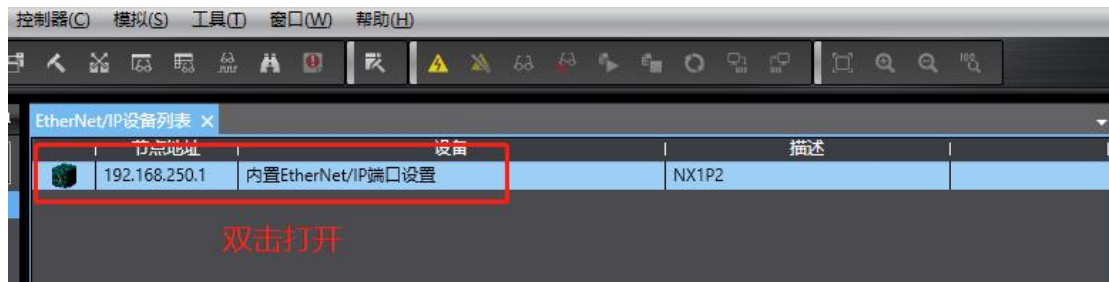 控制器(C) 模拟(S) 工具(T) 窗口(W) 帮助(H)
EtherNet/IP设备列表
节点地址 设备 描述
192.168.250.1 内置EtherNet/IP端口设置 NX1P2
双击打开